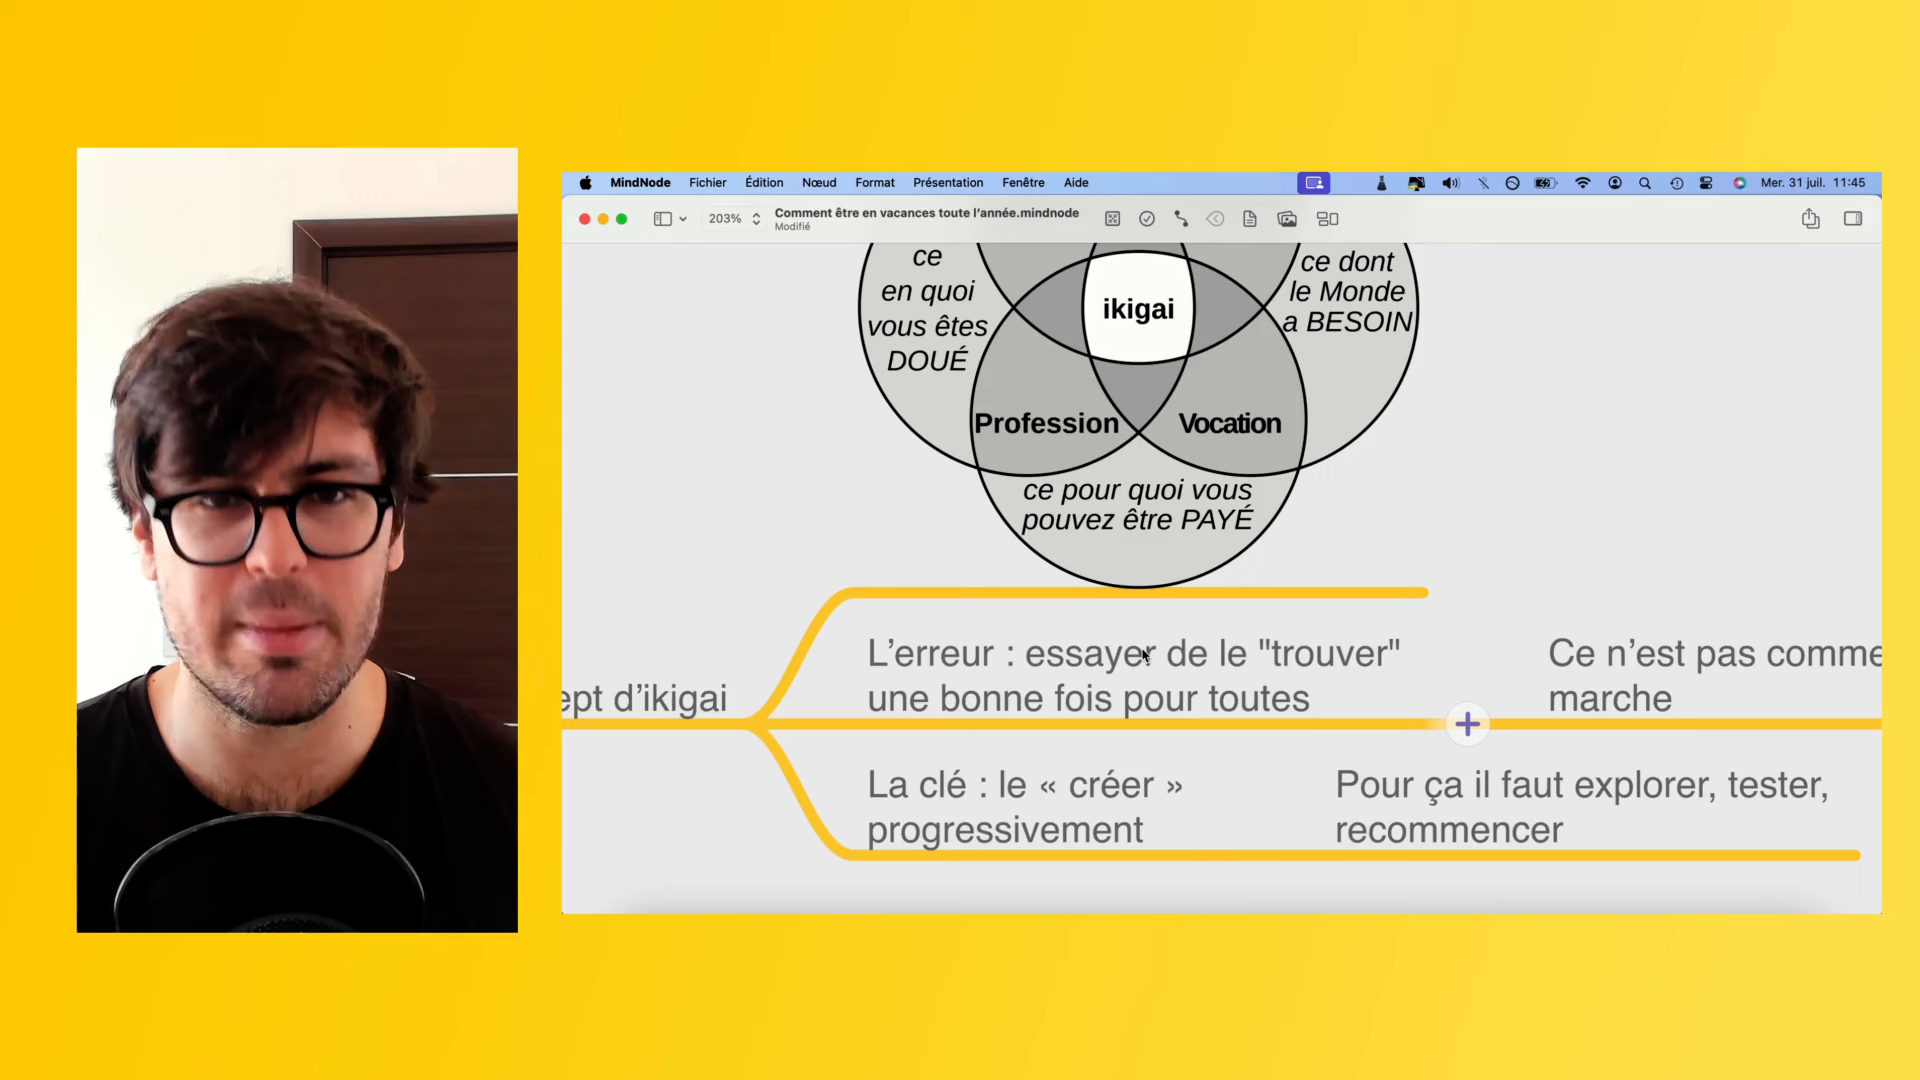 MindNode Fichier Édition Nœud Format Présentation Fenêtre Aide Mer. 31 juil. 11:45
203% Comment être en vacances toute l'année.mindnode
Modifié
ce
en quoi
vous êtes
DOUÉ
ikigai
ce dont
le Monde
a BESOIN
Profession
Vocation
ce pour quoi vous
pouvez être PAYÉ
ept d’ikigai
L’erreur : essayer de le "trouver"
une bonne fois pour toutes
Ce n’est pas comme
marche
La clé : le « créer »
progressivement
Pour ça il faut explorer, tester,
recommencer